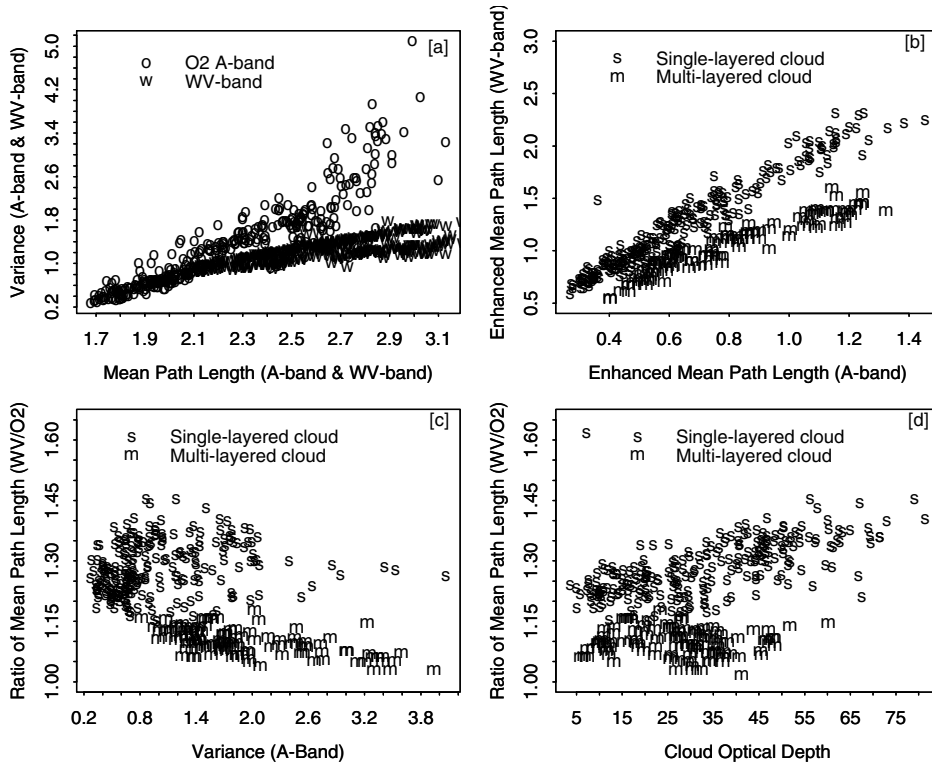 [a]
o O2 A-band
w WV-band
Variance (A-band & WV-band)
0.2 1.0 1.8 2.6 3.4 4.2 5.0
1.7 1.9 2.1 2.3 2.5 2.7 2.9 3.1
Mean Path Length (A-band & WV-band)
[b]
s Single-layered cloud
m Multi-layered cloud
Enhanced Mean Path Length (WV-band)
0.5 1.0 1.5 2.0 2.5 3.0
0.4 0.6 0.8 1.0 1.2 1.4
Enhanced Mean Path Length (A-band)
[c]
s Single-layered cloud
m Multi-layered cloud
Ratio of Mean Path Length (WV/O2)
1.00 1.15 1.30 1.45 1.60
0.2 0.8 1.4 2.0 2.6 3.2 3.8
Variance (A-Band)
[d]
s Single-layered cloud
m Multi-layered cloud
Ratio of Mean Path Length (WV/O2)
1.00 1.15 1.30 1.45 1.60
5 15 25 35 45 55 65 75
Cloud Optical Depth